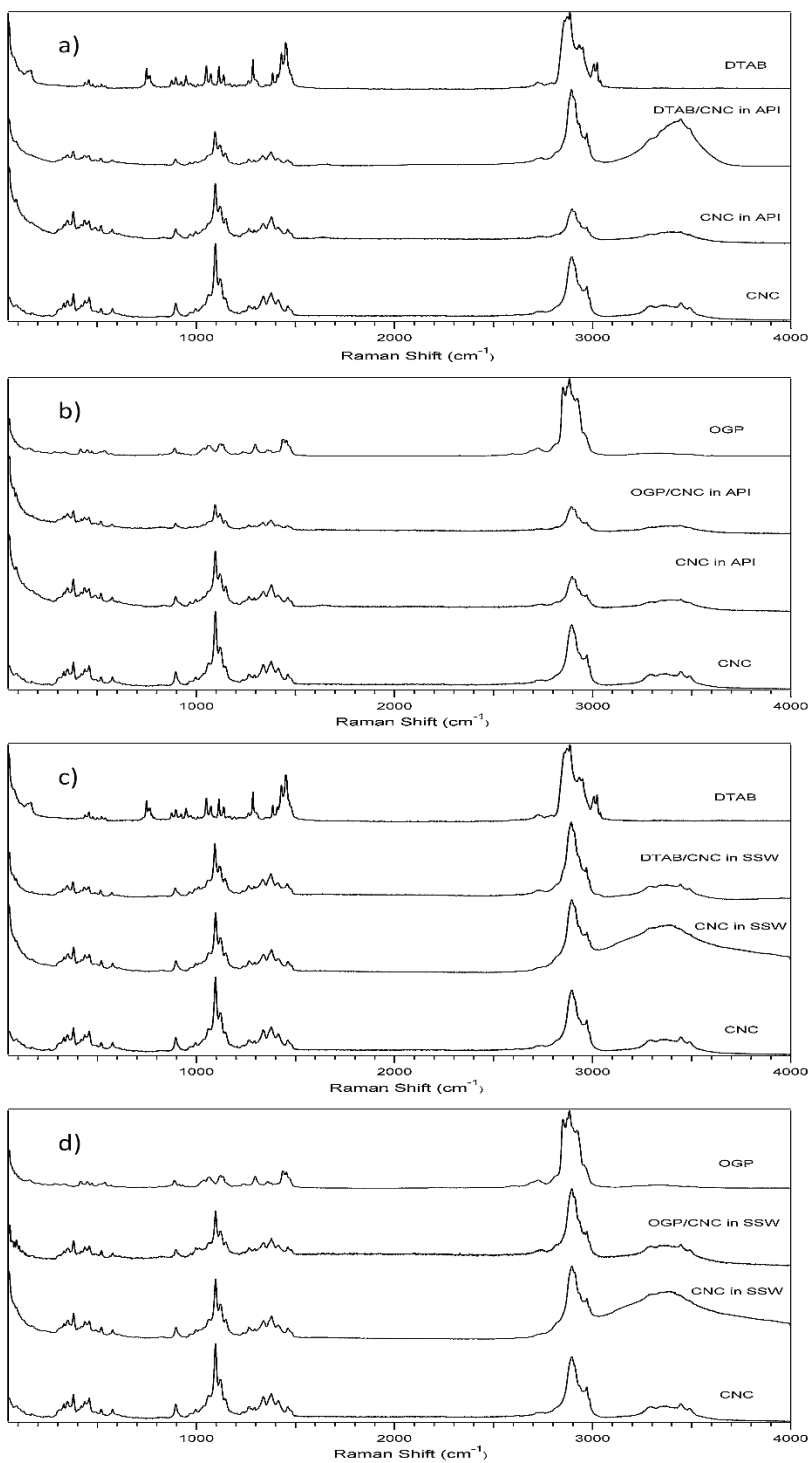 a)
DTAB
DTAB/CNC in API
CNC in API
CNC
1000 2000 3000 4000
Raman Shift (cm⁻¹)
b)
OGP
OGP/CNC in API
CNC in API
CNC
1000 2000 3000 4000
Raman Shift (cm⁻¹)
c)
DTAB
DTAB/CNC in SSW
CNC in SSW
CNC
1000 2000 3000 4000
Raman Shift (cm⁻¹)
d)
OGP
OGP/CNC in SSW
CNC in SSW
CNC
1000 2000 3000 4000
Raman Shift (cm⁻¹)